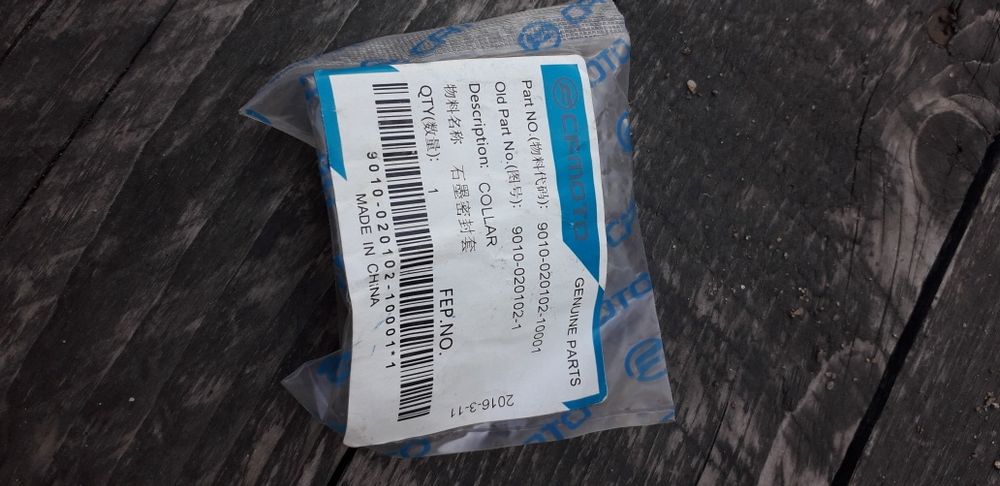 CFMOTO
GENUINE PARTS
Part NO.(物料代码): 9010-020102-10001
Old Part No.(图号): 9010-020102-1
Description: COLLAR
物料名称 石墨密封套
QTY(数量): 1
FEP.NO.
9010-020102-10001*1
MADE IN CHINA
2016-3-11